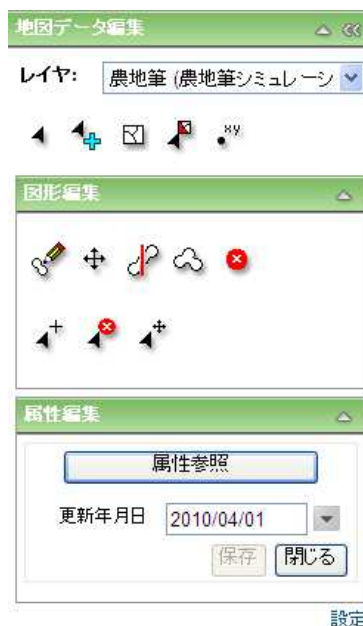 地図データ編集
レイヤ: 農地筆 (農地筆シミュレーシ
xy
図形編集
属性編集
属性参照
更新年月日 2010/04/01
保存 閉じる
設定